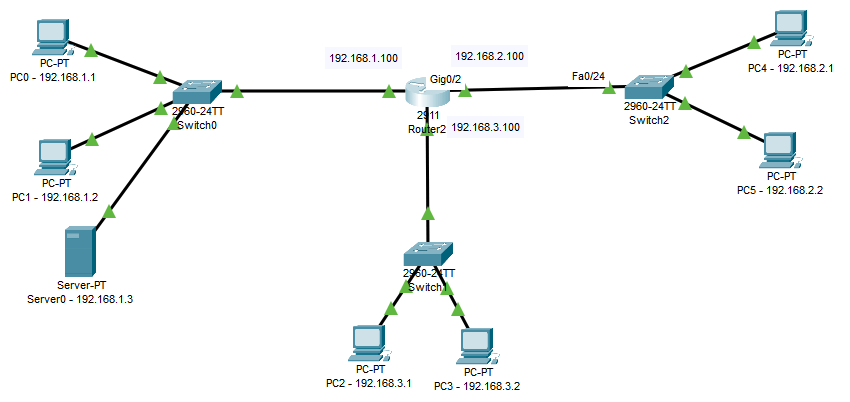 PC-PT
PC0 - 192.168.1.1
192.168.1.100
192.168.2.100
Gig0/2
Fa0/24
PC-PT
PC4 - 192.168.2.1
2960-24TT
Switch0
2911
Router2
192.168.3.100
2960-24TT
Switch2
PC-PT
PC1 - 192.168.1.2
PC-PT
PC5 - 192.168.2.2
2960-24TT
Switch1
Server-PT
Server0 - 192.168.1.3
PC-PT
PC2 - 192.168.3.1
PC-PT
PC3 - 192.168.3.2